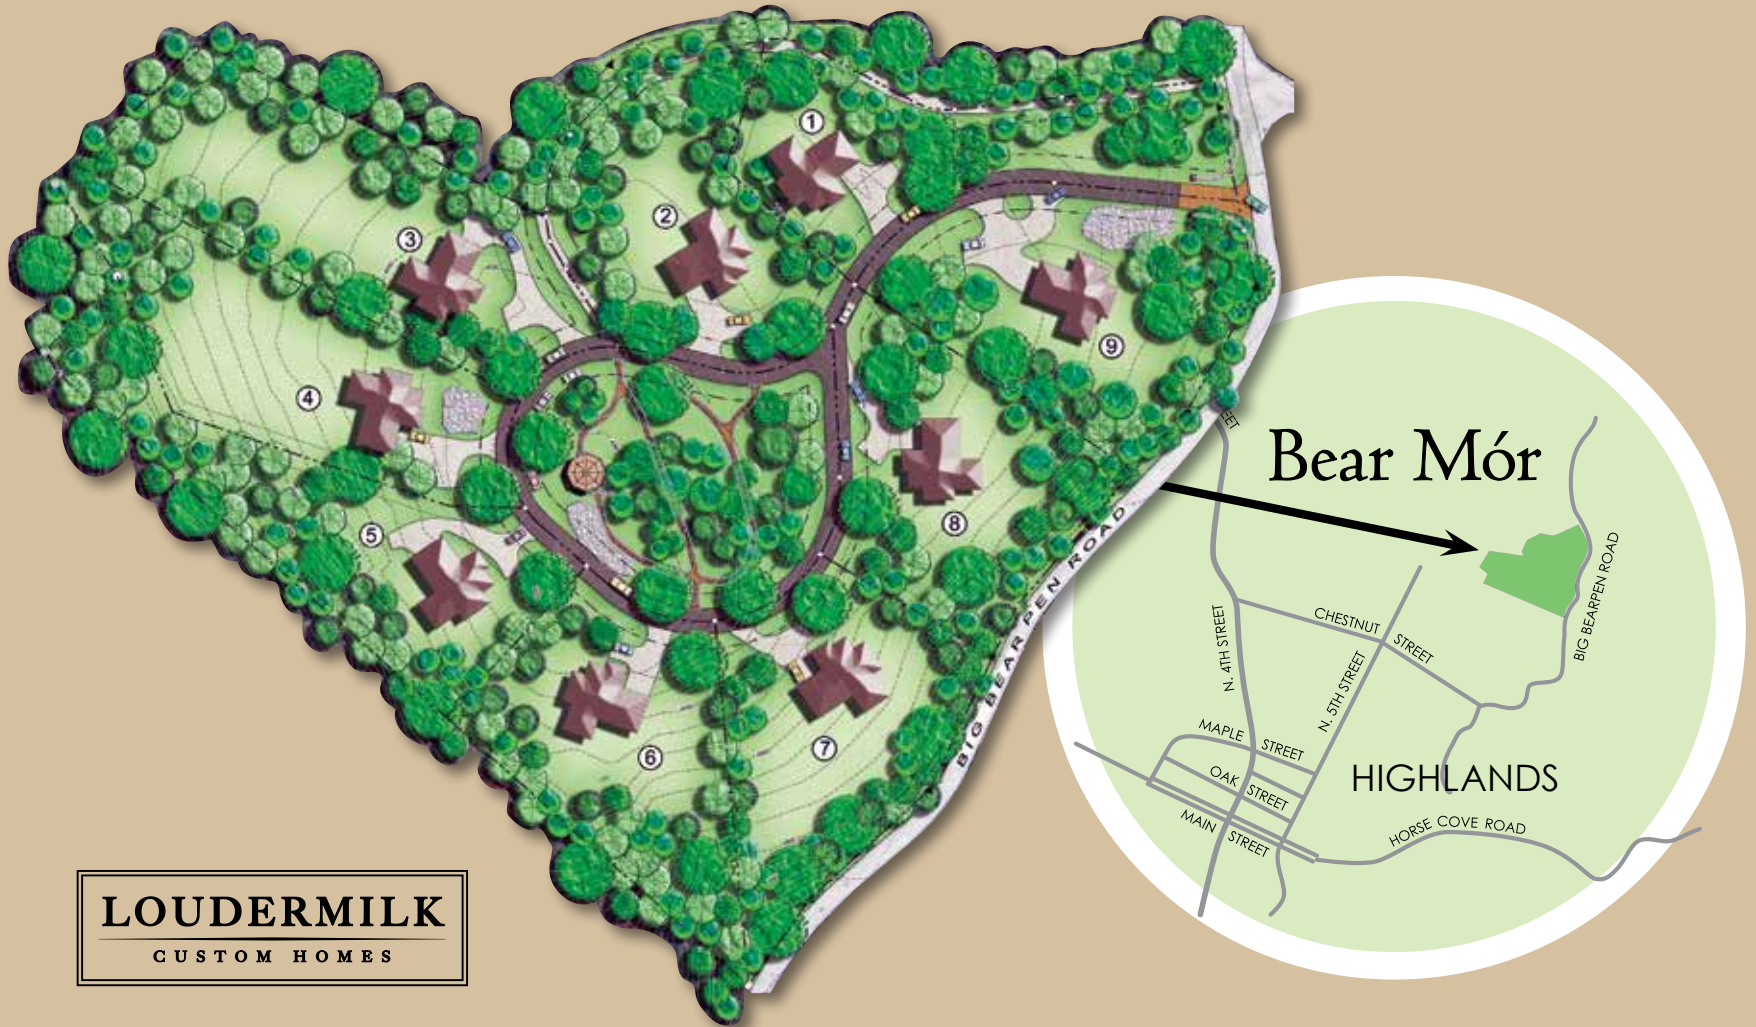 1
2
3
4
5
6
7
8
9
BIG BEARPEN ROAD
EET
Bear Mór
BIG BEARPEN ROAD
N. 4TH STREET
CHESTNUT STREET
N. 5TH STREET
MAPLE STREET
OAK STREET
MAIN STREET
HIGHLANDS
HORSE COVE ROAD
LOUDERMILK
CUSTOM HOMES